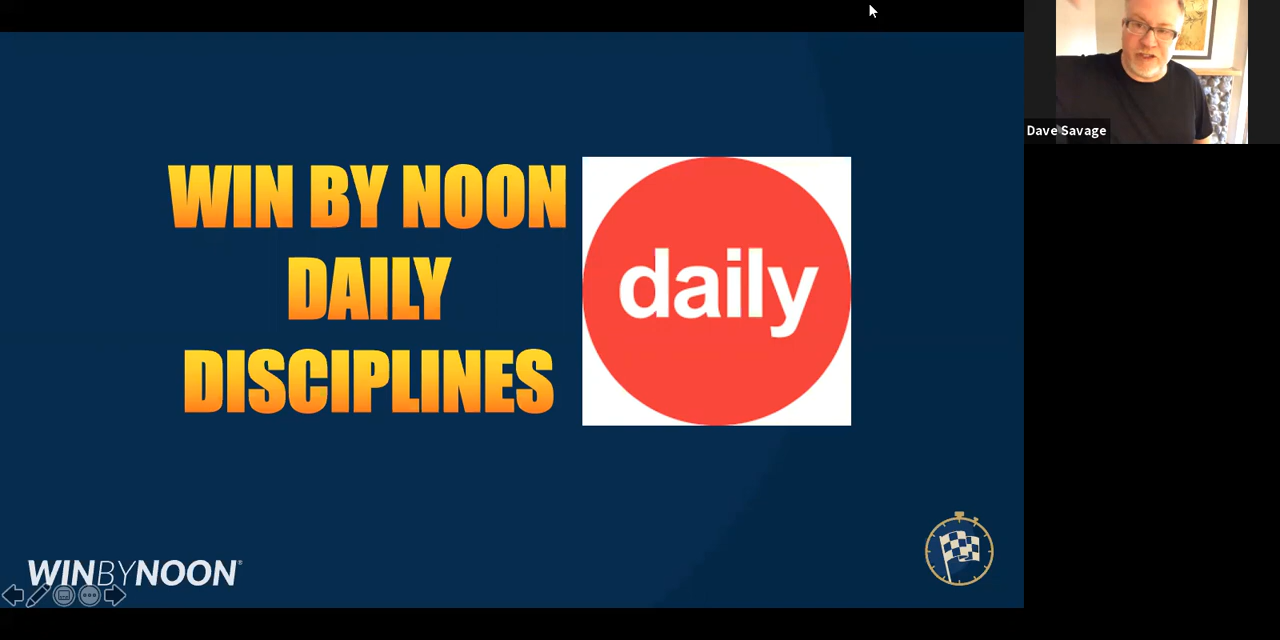 WIN BY NOON
DAILY
DISCIPLINES
daily
Dave Savage
WINBYNOON®